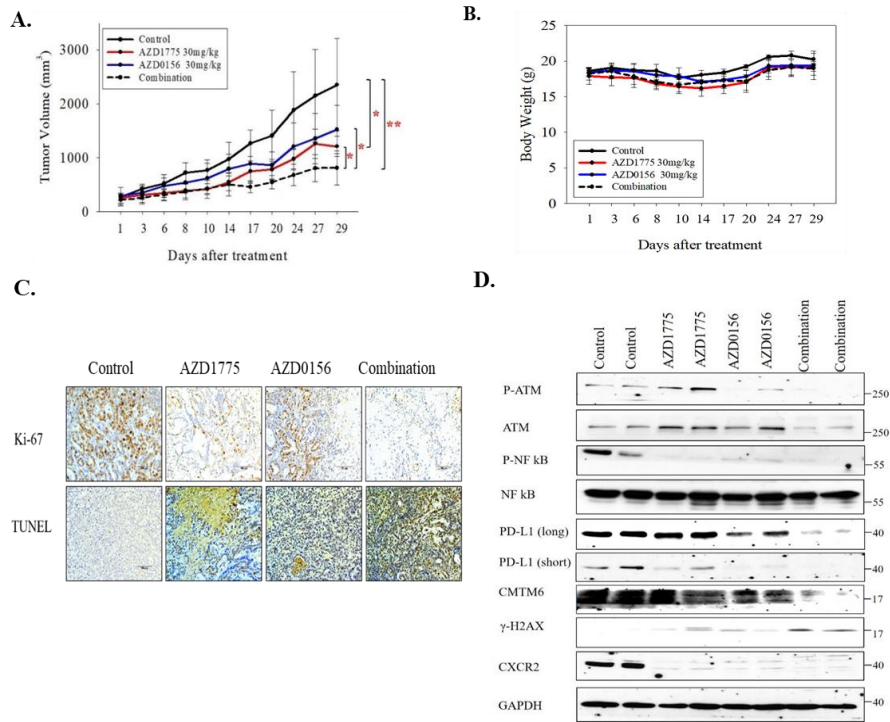 A.
Tumor Volume (mm³)
3000
2000
1000
0
Control
AZD1775 30mg/kg
AZD0156 30mg/kg
Combination
*
*
*
**
1 3 6 8 10 14 17 20 24 27 29
Days after treatment
B.
Body Weight (g)
25
20
15
10
5
0
Control
AZD1775 30mg/kg
AZD0156 30mg/kg
Combination
1 3 6 8 10 14 17 20 24 27 29
Days after treatment
C.
Control AZD1775 AZD0156 Combination
Ki-67
TUNEL
D.
Control Control AZD1775 AZD1775 AZD0156 AZD0156 Combination Combination
P-ATM 250
ATM 250
P-NF kB 55
NF kB 55
PD-L1 (long) 40
PD-L1 (short) 40
CMTM6 17
γ-H2AX 17
CXCR2 40
GAPDH 40